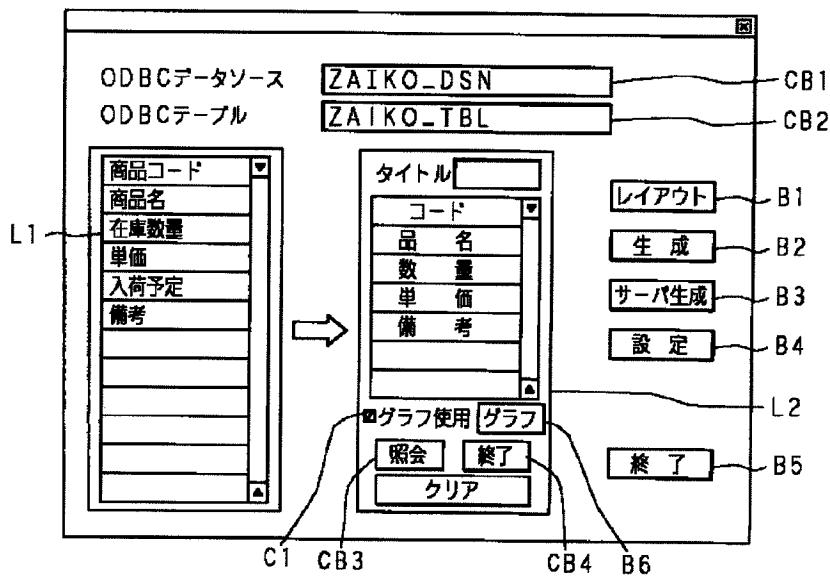 ODBCデータソース ZAIKO_DSN CB1
ODBCテーブル ZAIKO_TBL CB2
商品コード
商品名
在庫数量
単価
入荷予定
備考
L1
タイトル
コード
品 名
数 量
単 価
備 考
L2
グラフ使用 グラフ
照会 終了
クリア
レイアウト B1
生 成 B2
サーバ生成 B3
設 定 B4
終 了 B5
C1 CB3 CB4 B6